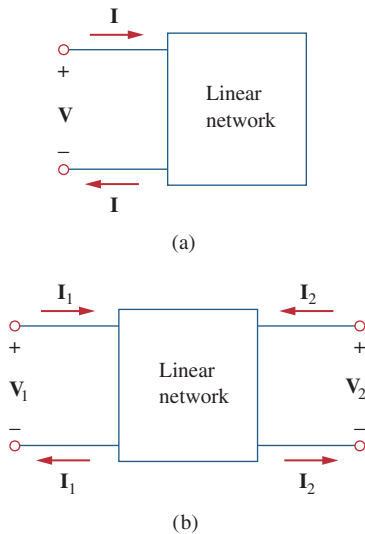 I
+
V
Linear
network
−
I
(a)
I₁
I₂
+
+
Linear
network
V₁
V₂
−
−
I₁
I₂
(b)